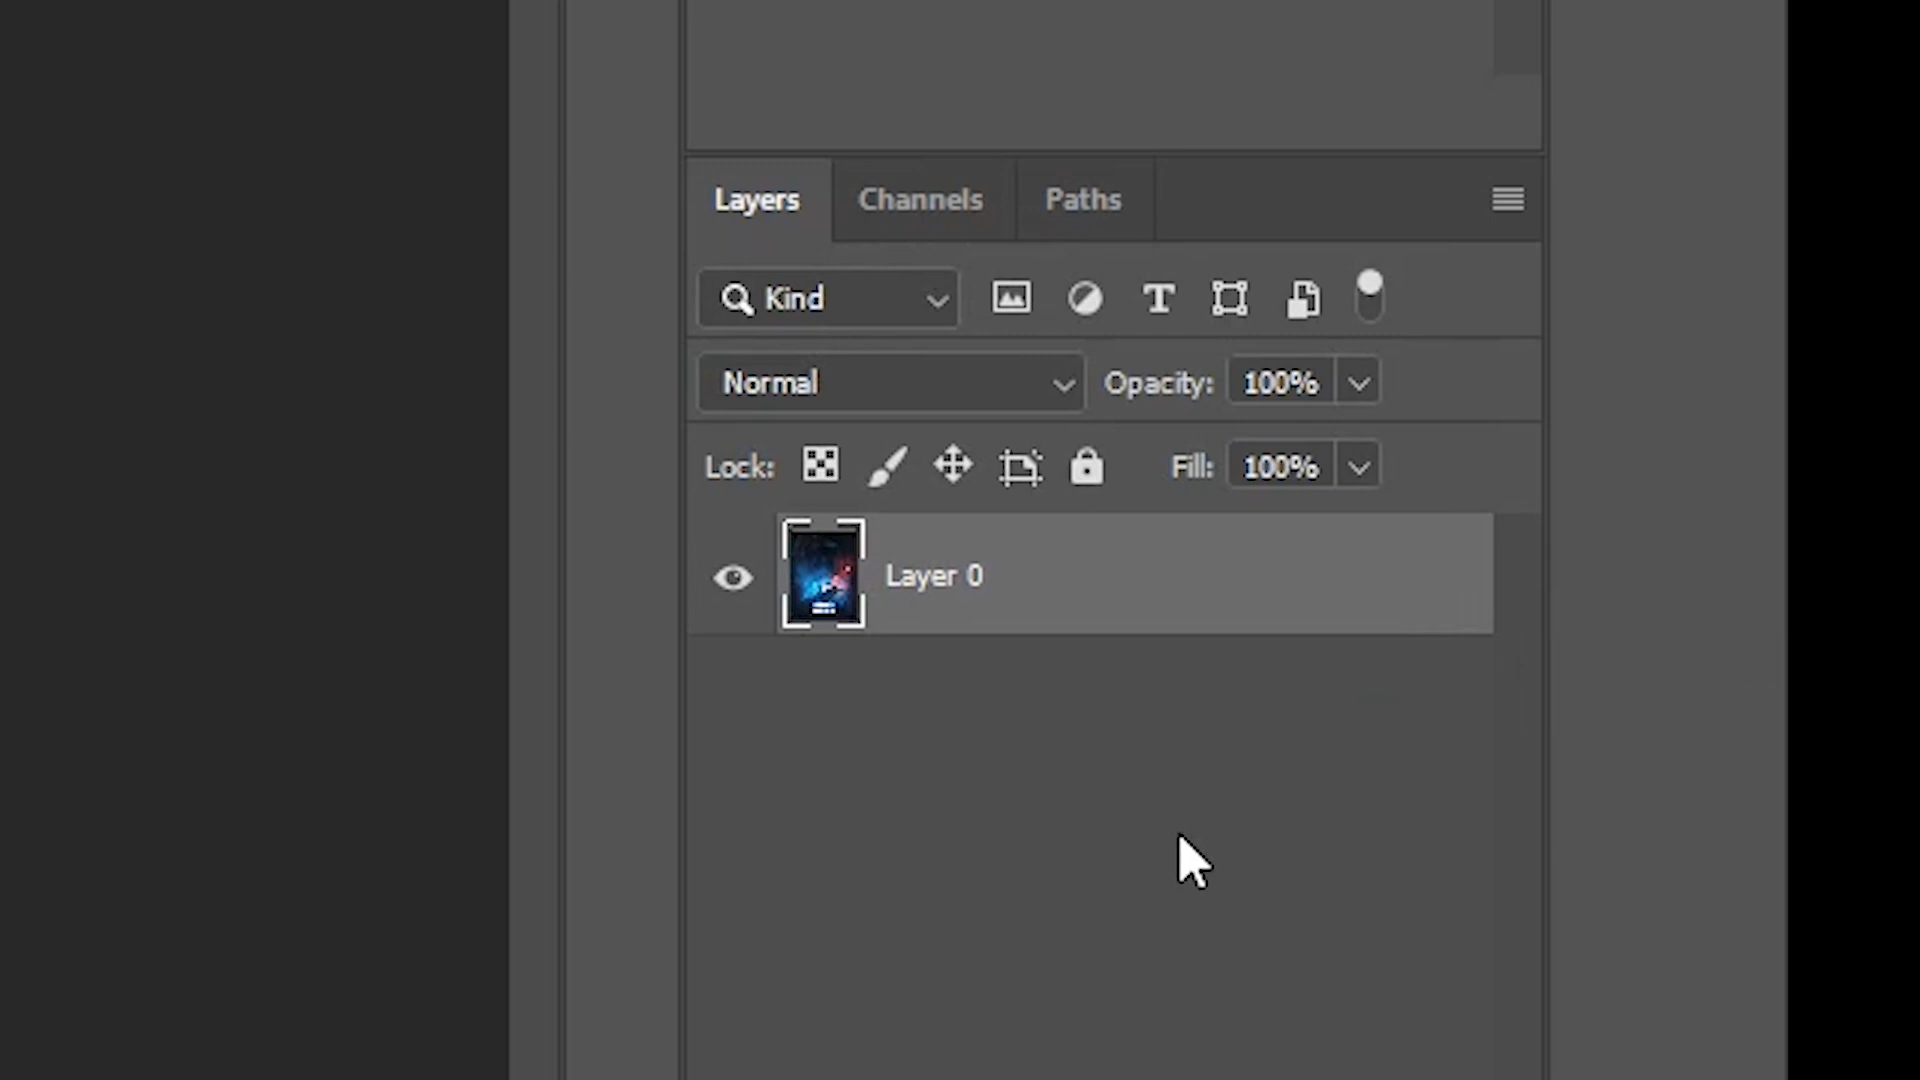 Layers Channels Paths
Kind
Normal Opacity: 100%
Lock: Fill: 100%
Layer 0